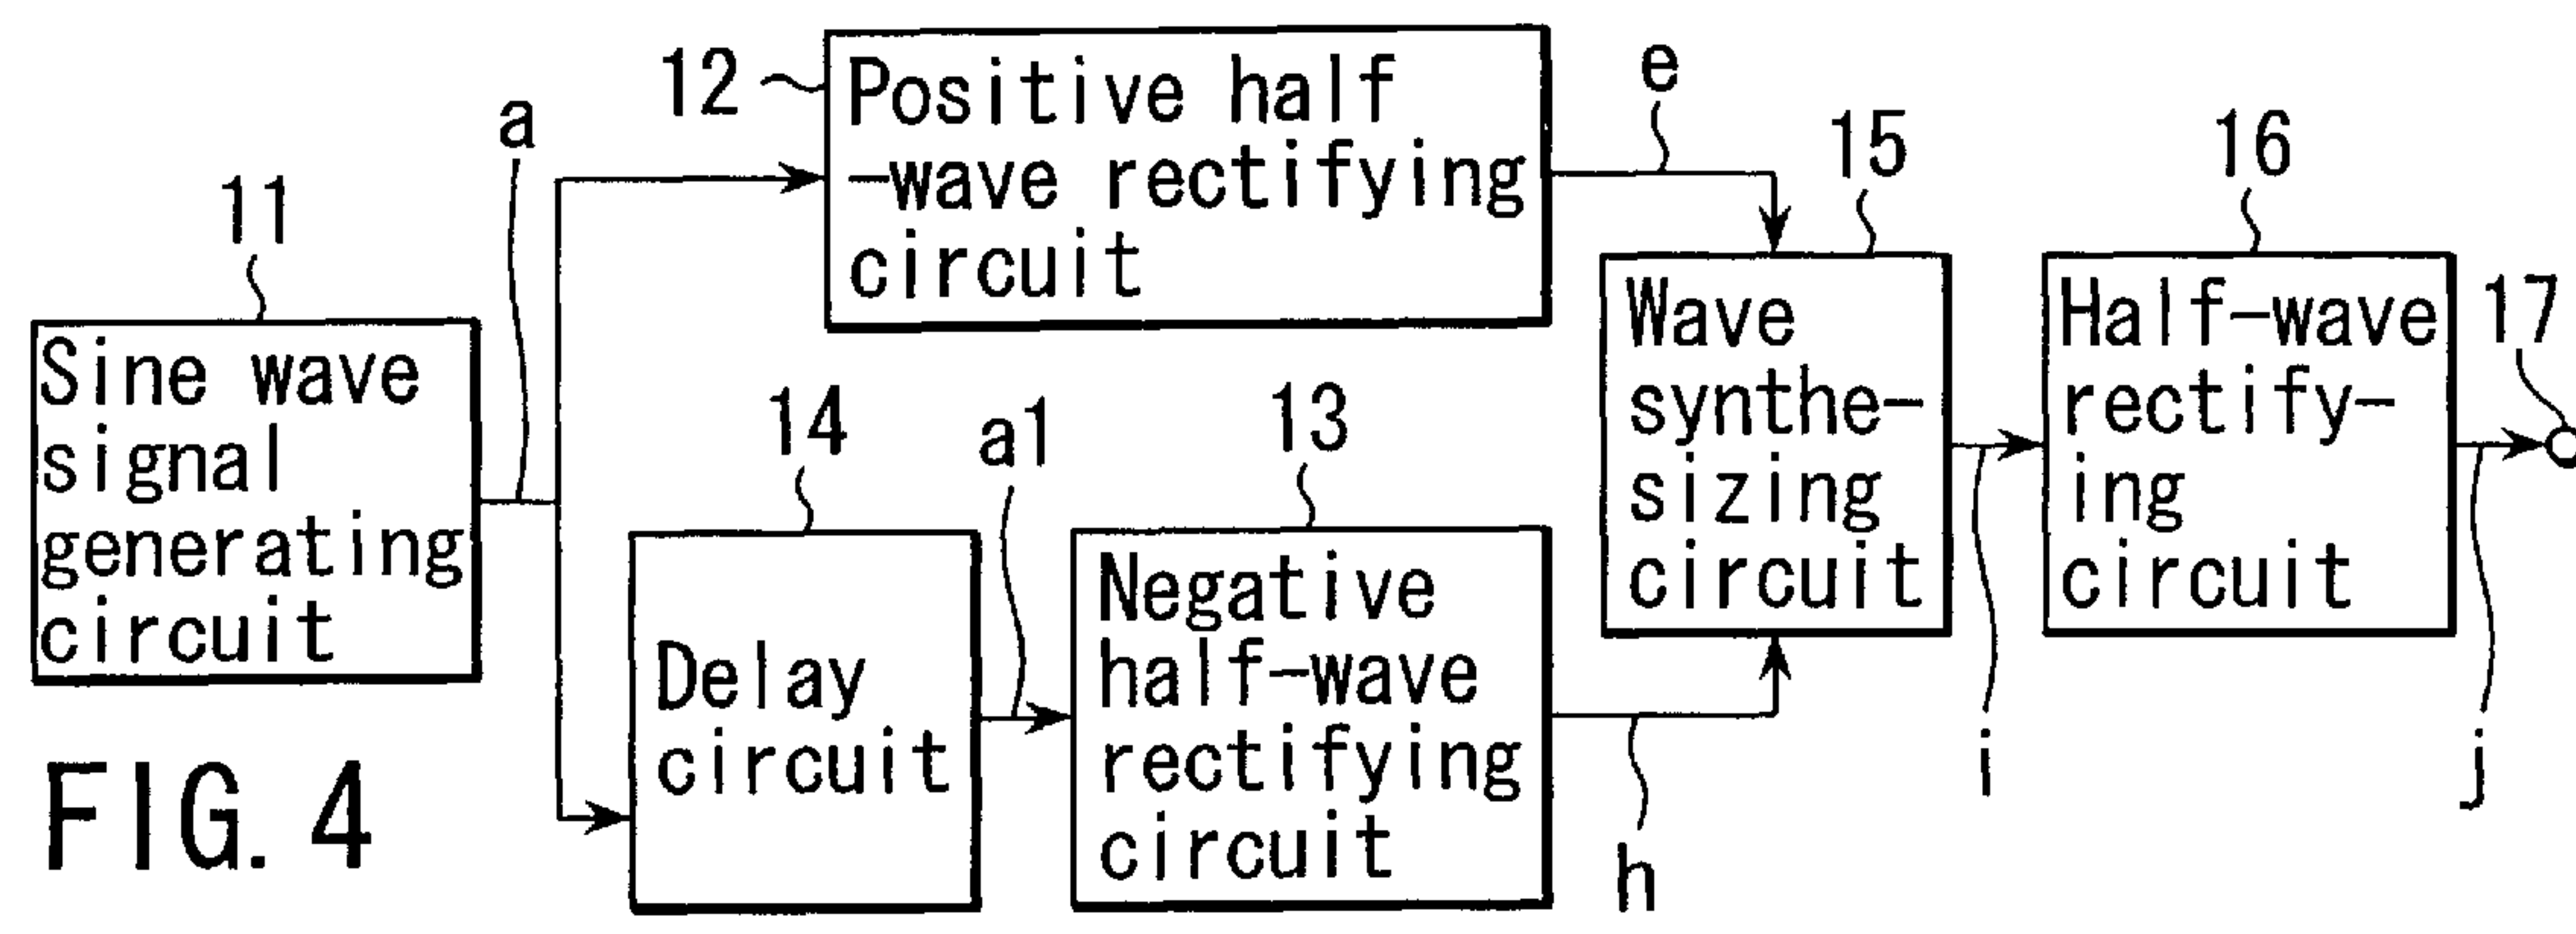 11
Sine wave
signal
generating
circuit
a
12
Positive half
-wave rectifying
circuit
e
14
Delay
circuit
a1
13
Negative
half-wave
rectifying
circuit
h
15
Wave
synthe-
sizing
circuit
i
16
Half-wave
rectify-
ing
circuit
j
17
FIG. 4